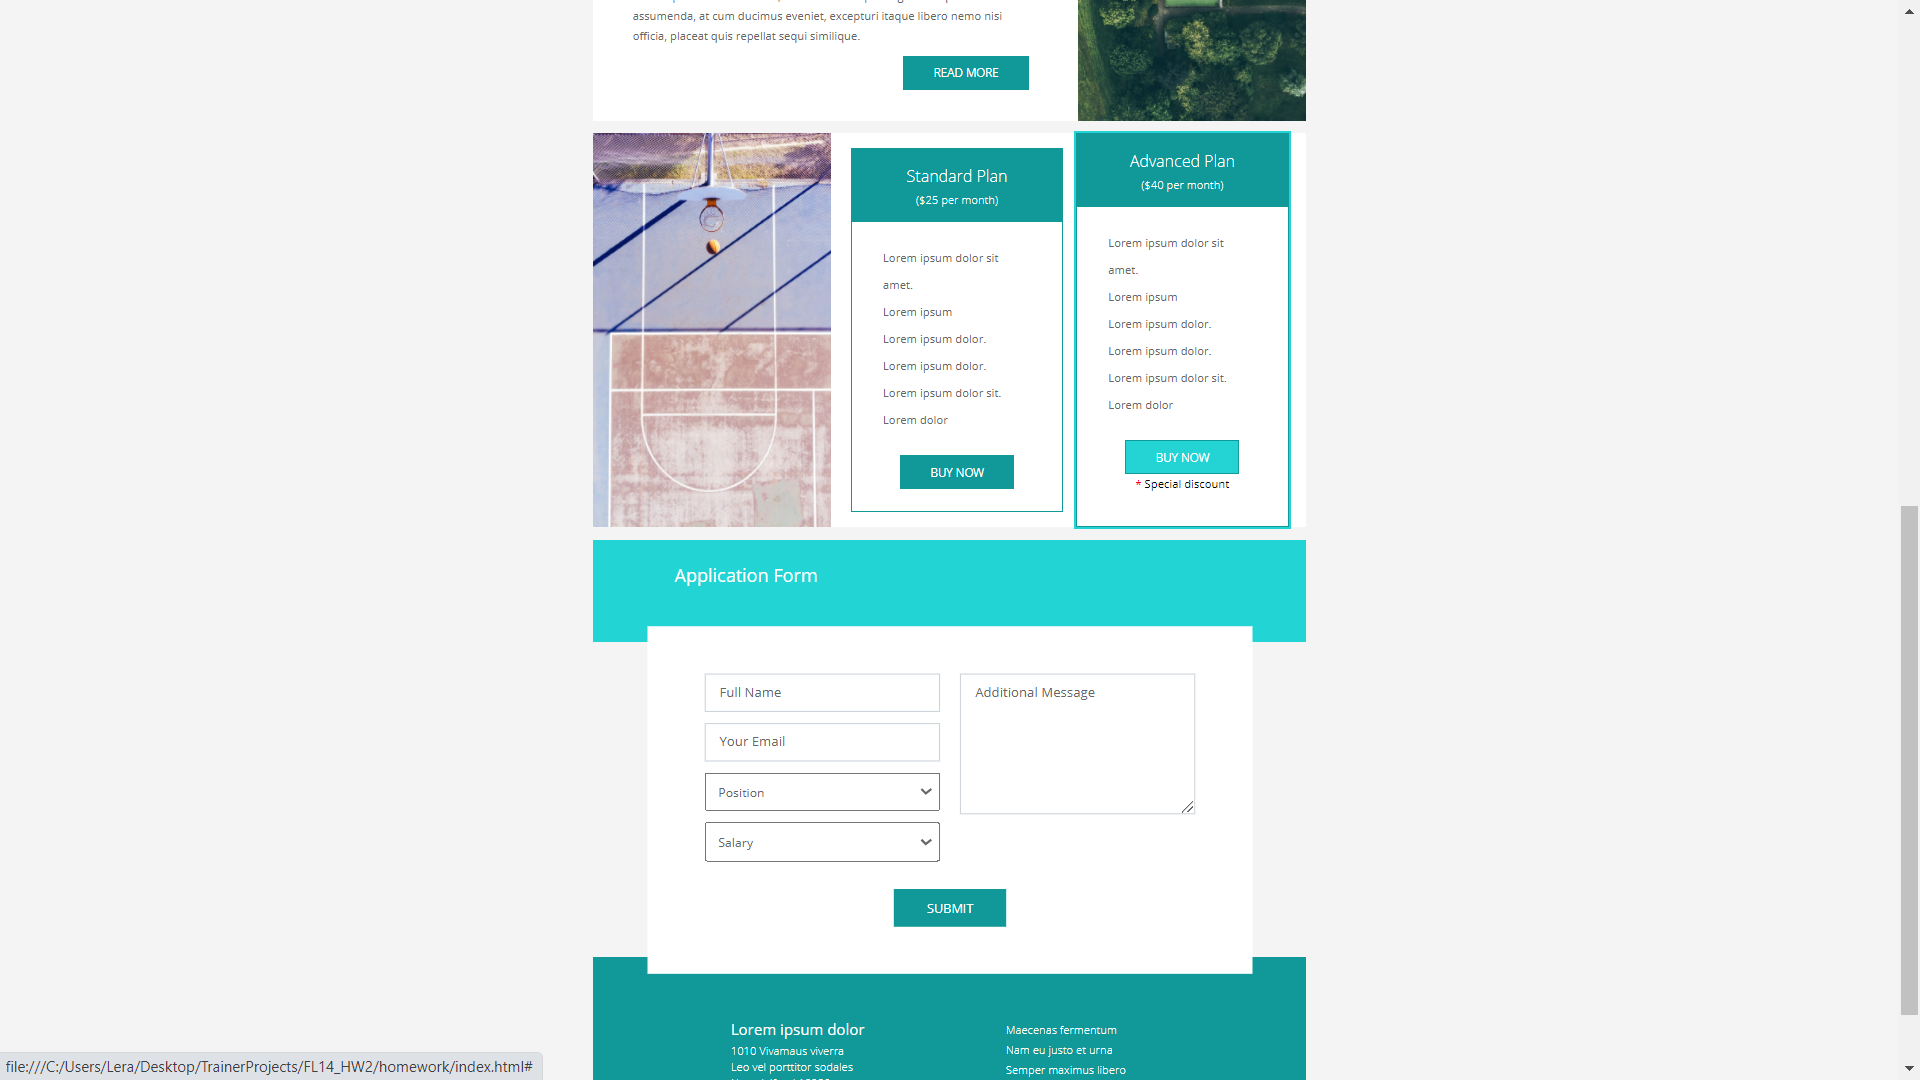 assumenda, at cum ducimus eveniet, excepturi itaque libero nemo nisi
officia, placeat quis repellat sequi similique.
READ MORE
Standard Plan
($25 per month)
Lorem ipsum dolor sit
amet.
Lorem ipsum
Lorem ipsum dolor.
Lorem ipsum dolor.
Lorem ipsum dolor sit.
Lorem dolor
BUY NOW
Advanced Plan
($40 per month)
Lorem ipsum dolor sit
amet.
Lorem ipsum
Lorem ipsum dolor.
Lorem ipsum dolor.
Lorem ipsum dolor sit.
Lorem dolor
BUY NOW
* Special discount
Application Form
Full Name
Your Email
Position
Salary
Additional Message
SUBMIT
Lorem ipsum dolor
1010 Vivamaus viverra
Leo vel porttitor sodales
Maecenas fermentum
Nam eu justo et urna
Semper maximus libero
file:///C:/Users/Lera/Desktop/TrainerProjects/FL14_HW2/homework/index.html#